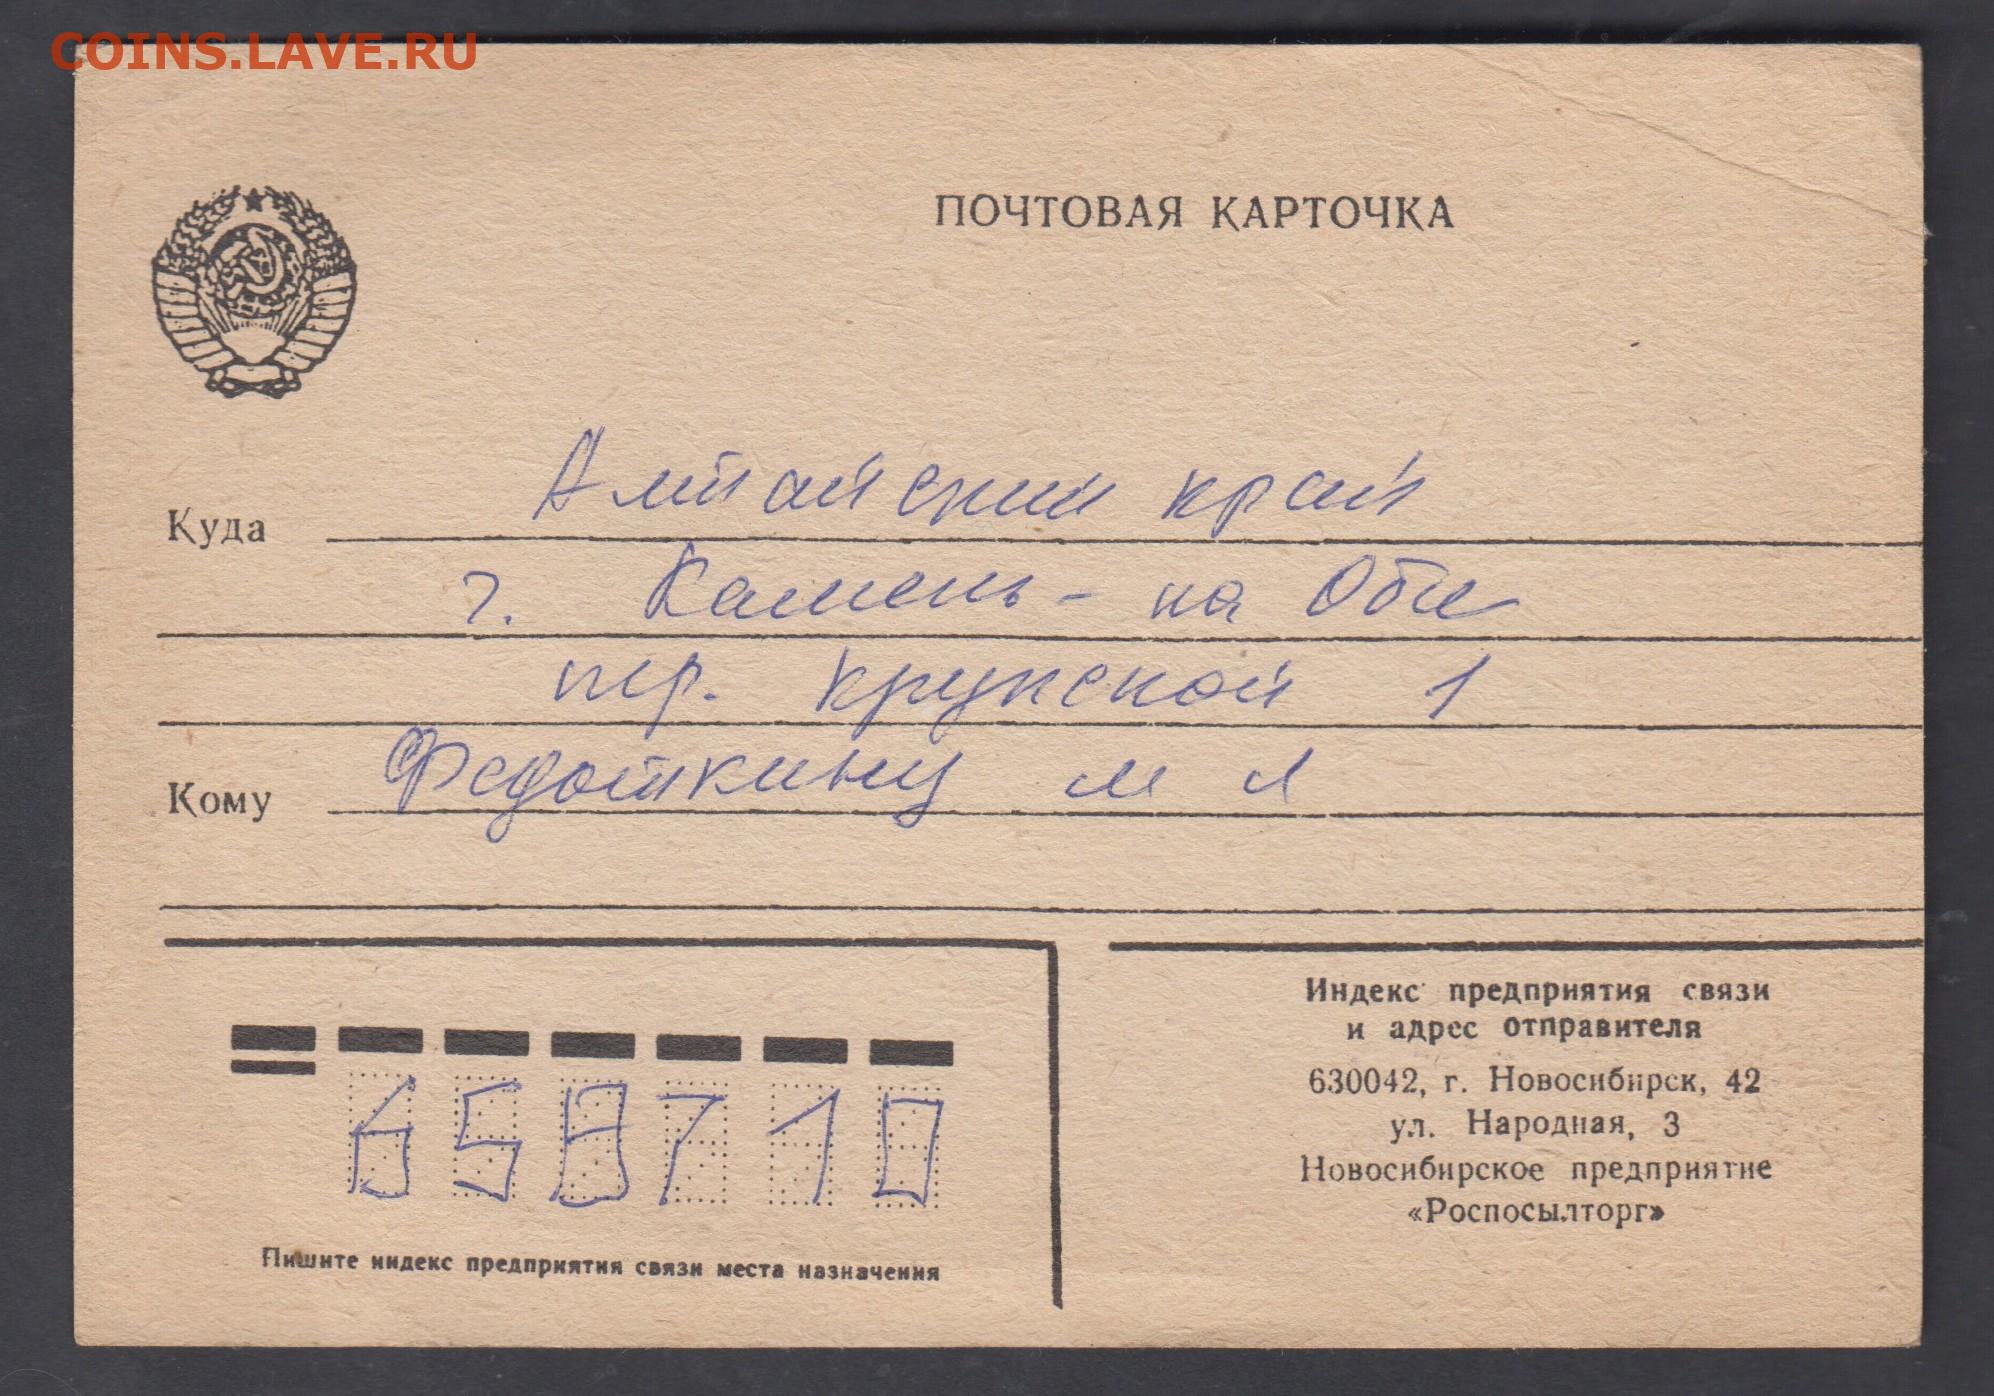 COINS.LAVE.RU
ПОЧТОВАЯ КАРТОЧКА
Куда Алтайский край
г. Камень - на Оби
пер. Крупской 1
Кому Федоткину М Л
658710
Пишите индекс предприятия связи места назначения
Индекс предприятия связи
и адрес отправителя
630042, г. Новосибирск, 42
ул. Народная, 3
Новосибирское предприятие
«Роспосылторг»